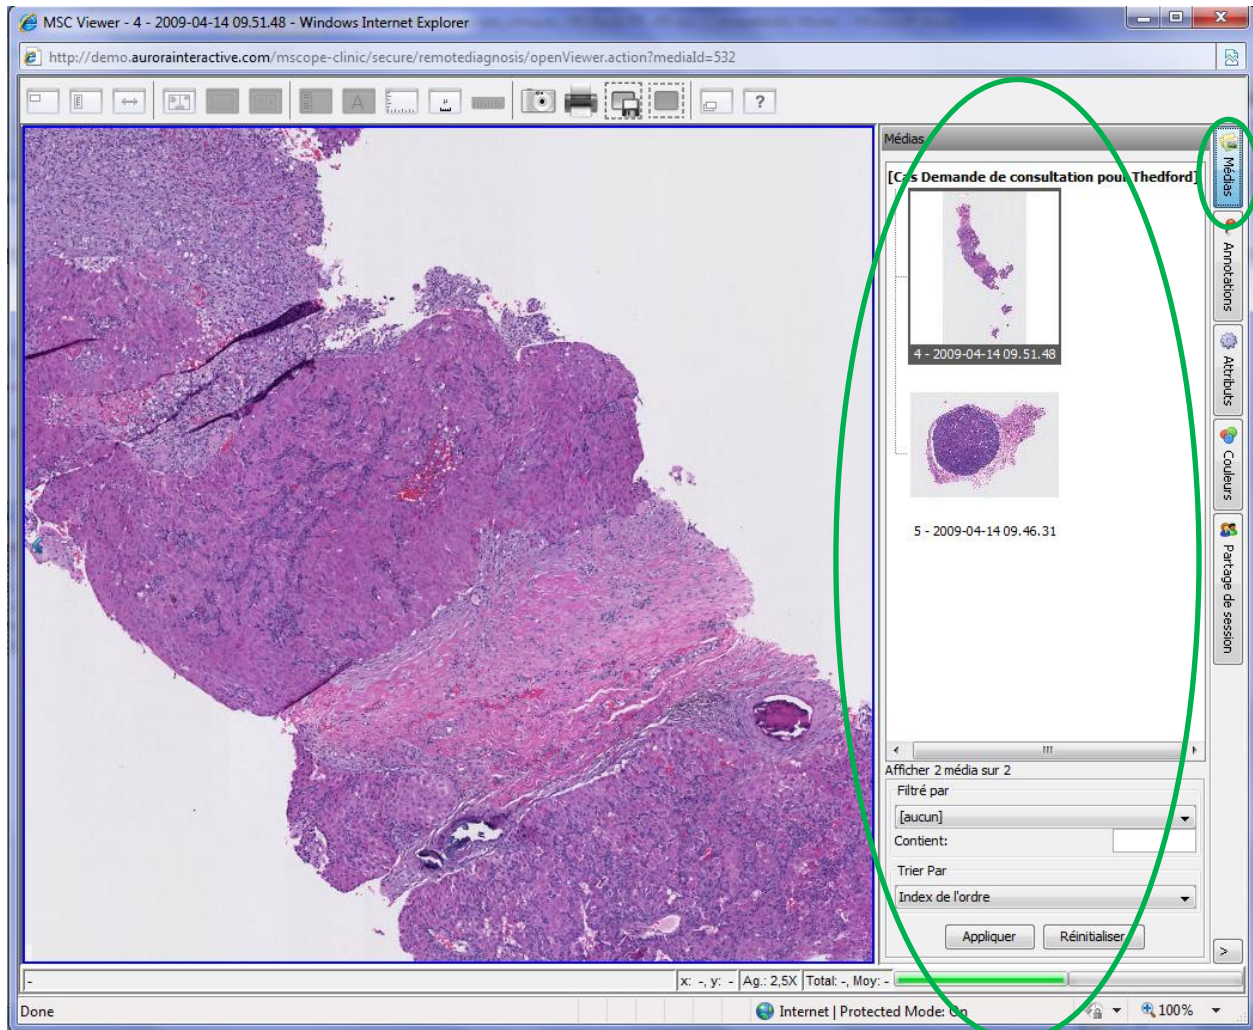 MSC Viewer - 4 - 2009-04-14 09.51.48 - Windows Internet Explorer
http://demo.aurorainteractive.com/mscope-clinic/secure/remotediagnosis/openViewer.action?mediaId=532
A
µ
?
Médias
[Cas Demande de consultation pour Thedford]
4 - 2009-04-14 09.51.48
5 - 2009-04-14 09.46.31
Médias
Annotations
Attributs
Couleurs
Partage de session
Afficher 2 média sur 2
Filtré par
[aucun]
Contient:
Trier Par
Index de l'ordre
Appliquer
Réinitialiser
>
-
x: -, y: -
Ag.: 2,5X
Total: -, Moy: -
Done
Internet | Protected Mode: On
100%